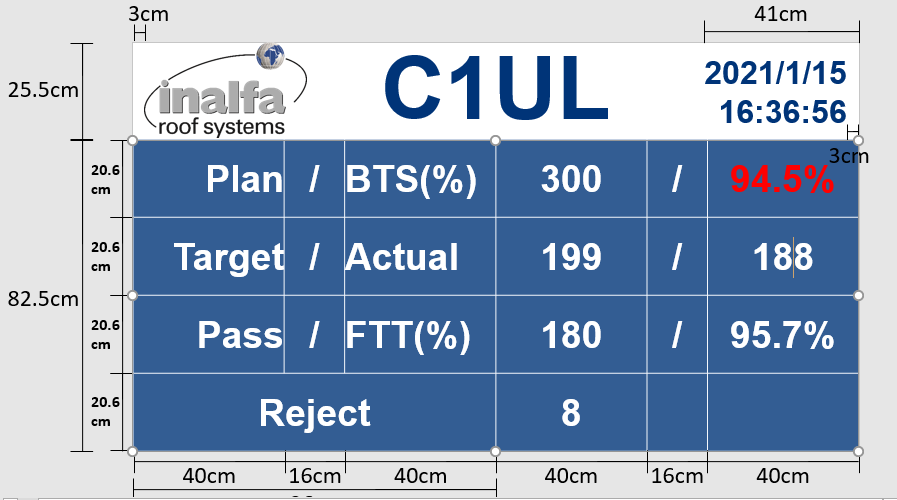 3cm
41cm
25.5cm
inalfa
roof systems
C1UL
2021/1/15
16:36:56
3cm
82.5cm
20.6
cm
Plan / BTS(%) 300 / 94.5%
20.6
cm
Target / Actual 199 / 188
20.6
cm
Pass / FTT(%) 180 / 95.7%
20.6
cm
Reject 8
40cm 16cm 40cm 40cm 16cm 40cm